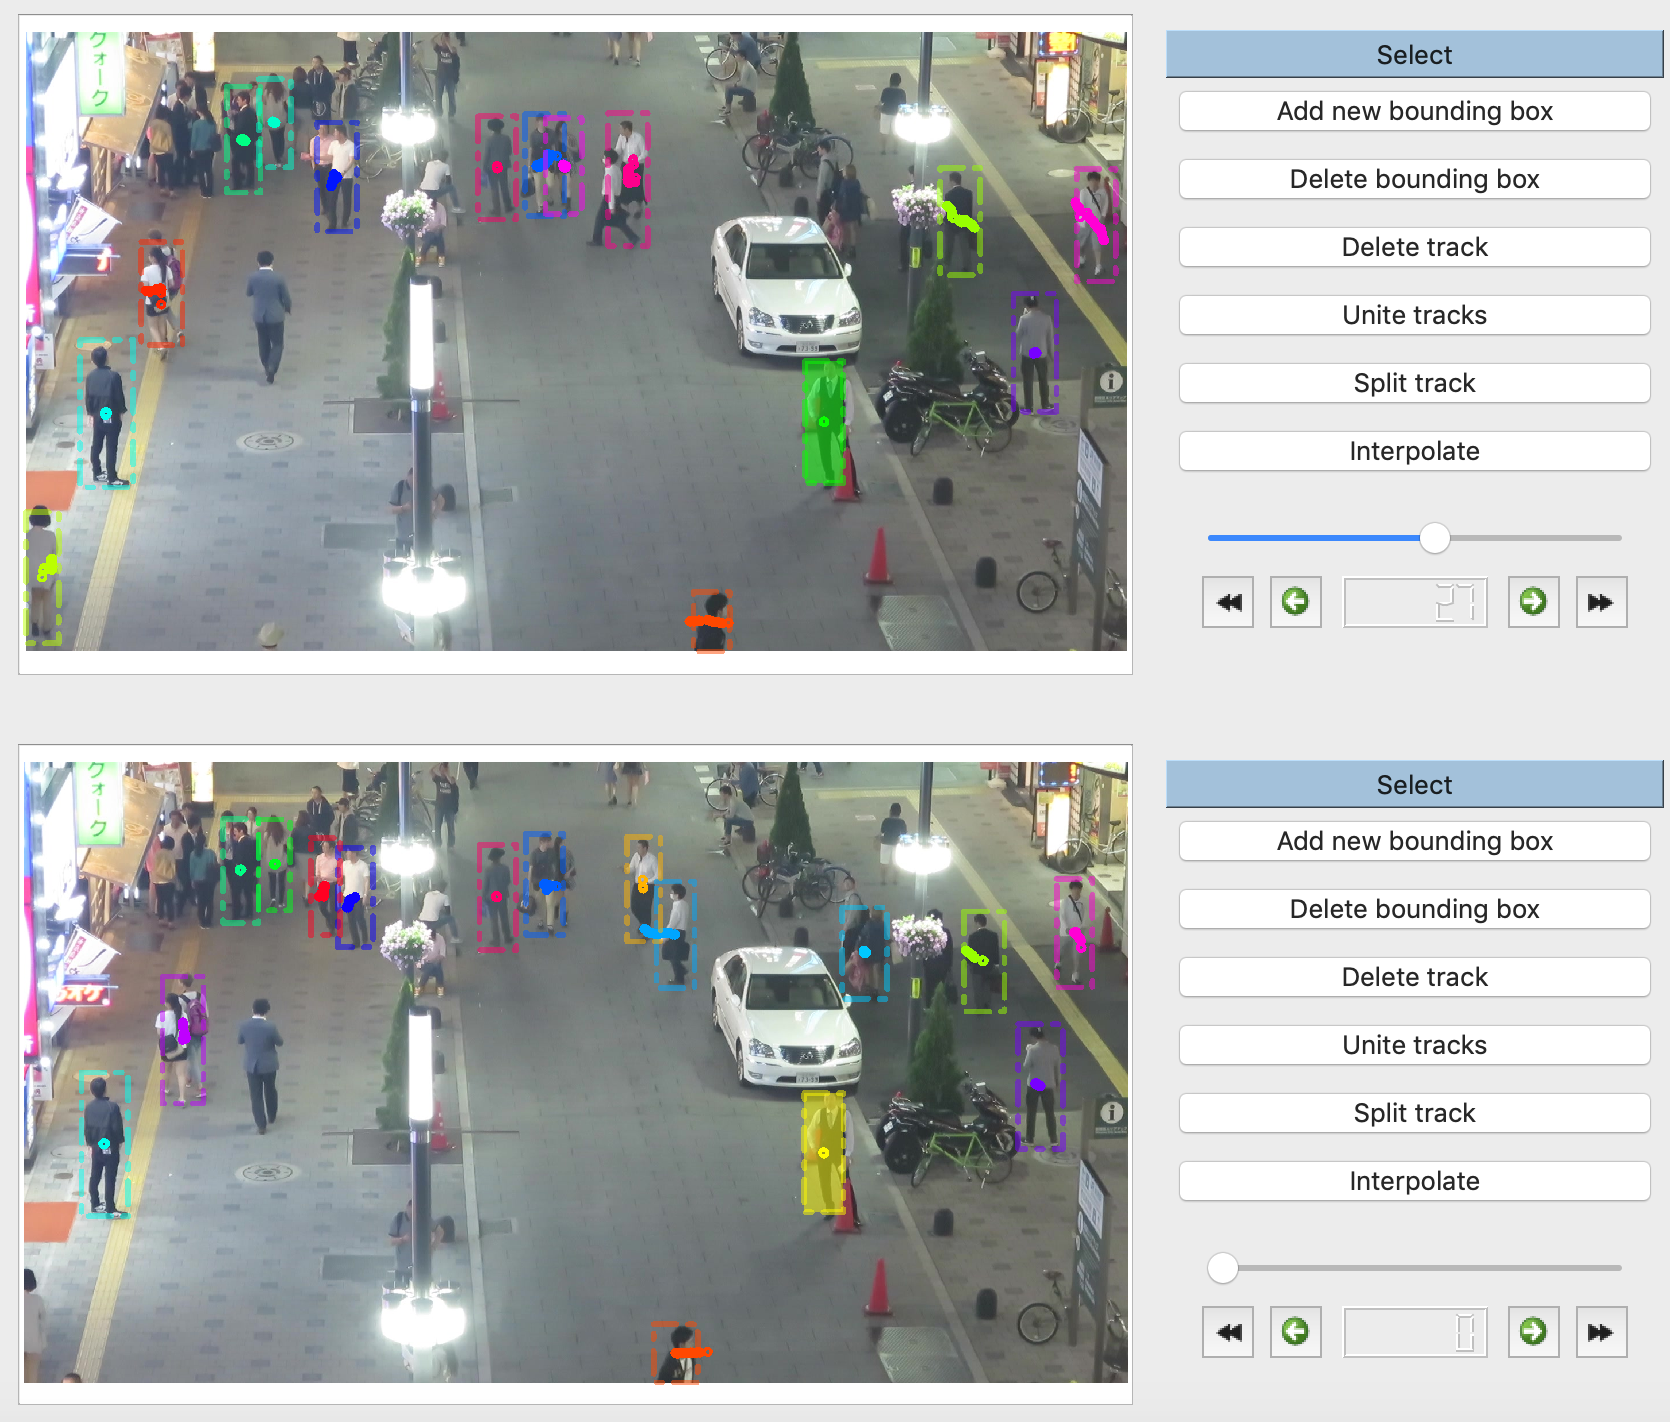 クォーク
Select
Add new bounding box
Delete bounding box
Delete track
Unite tracks
Split track
Interpolate
27
i
クォーク
Select
Add new bounding box
Delete bounding box
Delete track
Unite tracks
Split track
Interpolate
0
i